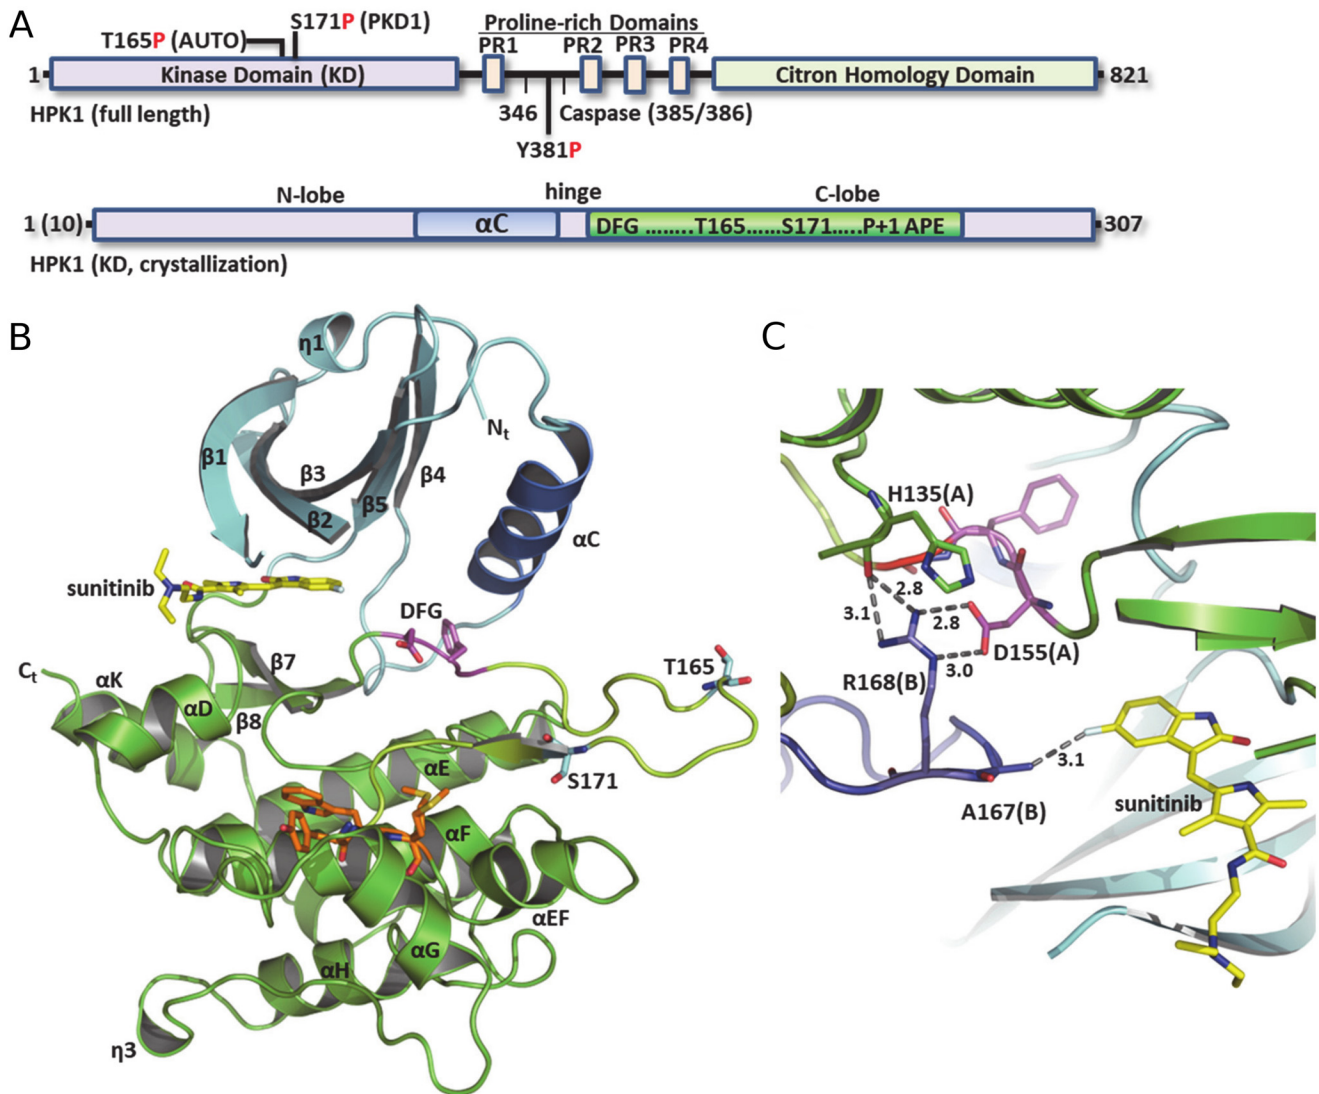 A
S171P (PKD1)
T165P (AUTO)
Proline-rich Domains
PR1 PR2 PR3 PR4
1 Kinase Domain (KD) Citron Homology Domain 821
HPK1 (full length)
346 Caspase (385/386)
Y381P
N-lobe hinge C-lobe
1 (10) αC DFG ........T165......S171.....P+1 APE 307
HPK1 (KD, crystallization)
B
η1
Nt
β1
β3
β4
β5
β2
αC
sunitinib
DFG
T165
Ct
αK
β7
αD
β8
αE
S171
αF
αEF
αG
αH
η3
C
H135(A)
2.8
3.1
2.8
D155(A)
3.0
R168(B)
3.1
A167(B)
sunitinib